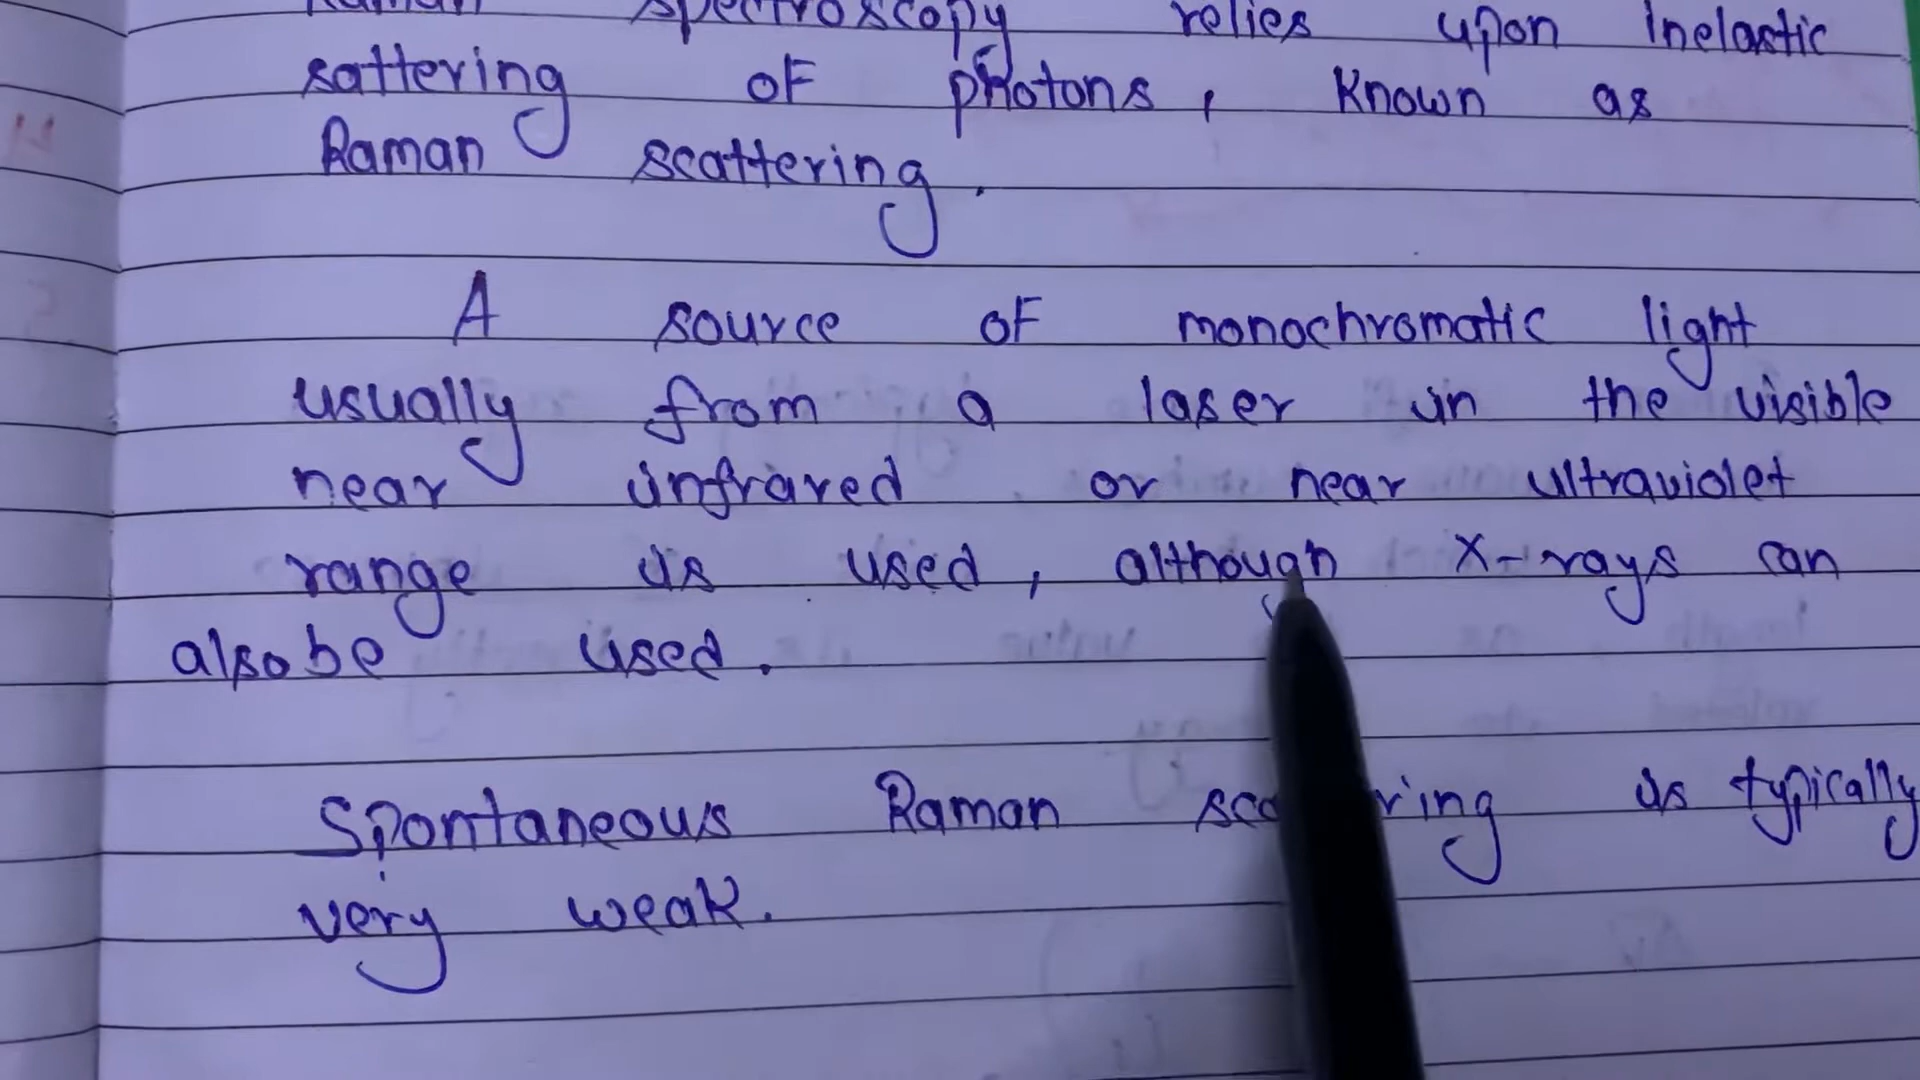 Raman spectroscopy relies upon Inelastic
sattering of photons, Known as
Raman scattering.
A source of monochromatic light
usually from a laser in the visible
near infrared or near ultraviolet
range is used, although X-rays can
also be used.
Spontaneous Raman scattering is typically
very weak.